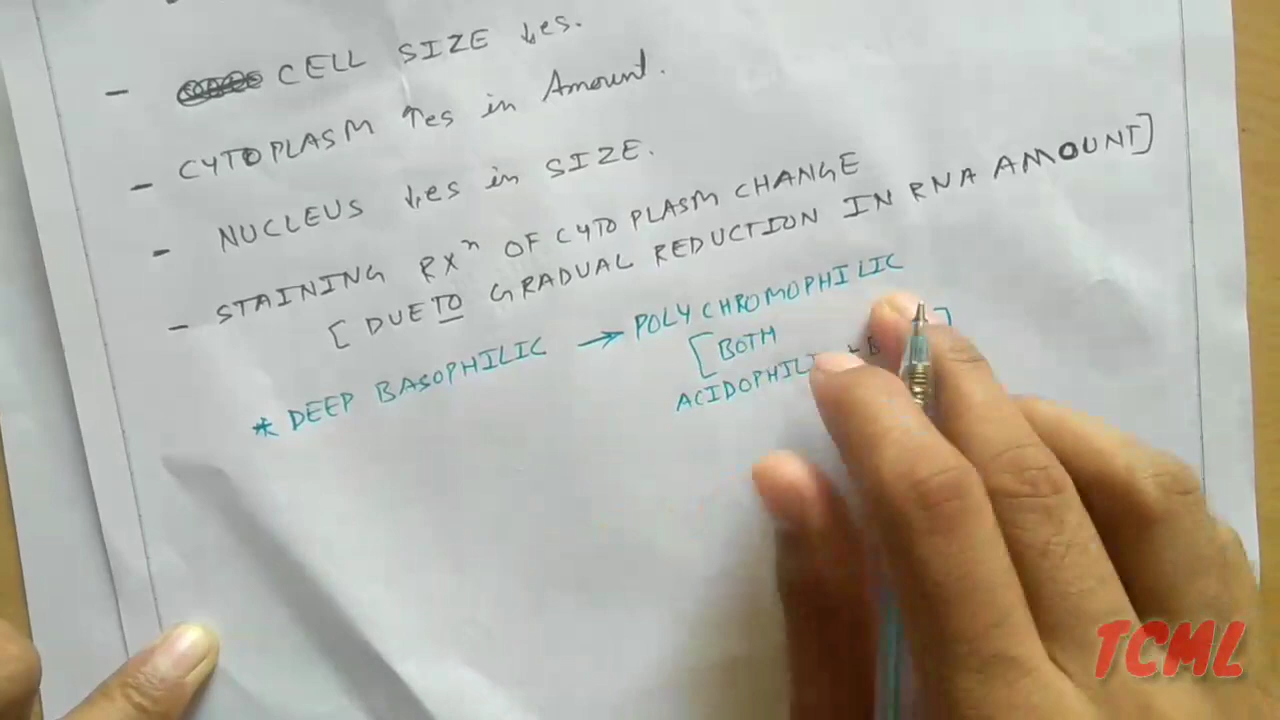 - CELL SIZE ↓es.
- CYTOPLASM ↑es in Amount.
- NUCLEUS ↓es in SIZE.
- STAINING RXⁿ OF CYTOPLASM CHANGE
[DUE TO GRADUAL REDUCTION IN RNA AMOUNT]
* DEEP BASOPHILIC → POLYCHROMOPHILIC
[BOTH
ACIDOPHILI + B ]
TCML